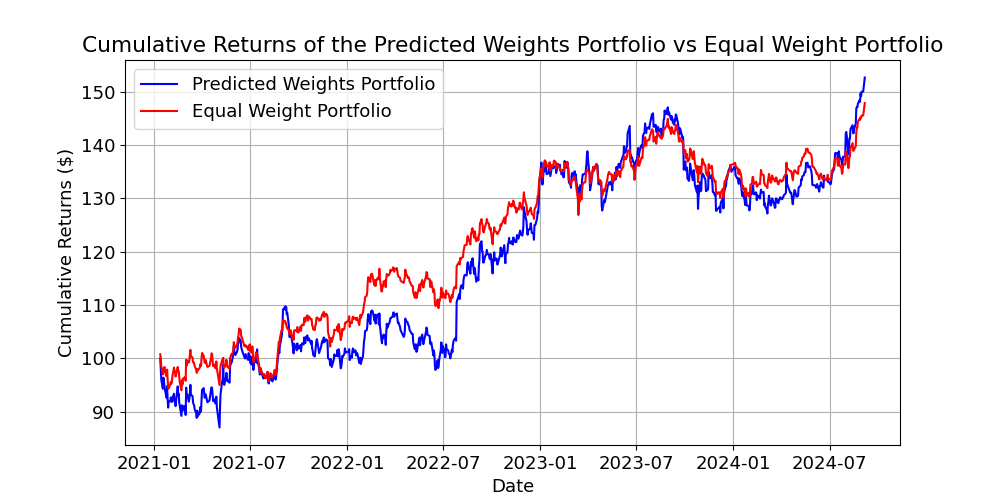 Cumulative Returns of the Predicted Weights Portfolio vs Equal Weight Portfolio
Predicted Weights Portfolio
Equal Weight Portfolio
Cumulative Returns ($)
150
140
130
120
110
100
90
2021-01 2021-07 2022-01 2022-07 2023-01 2023-07 2024-01 2024-07
Date